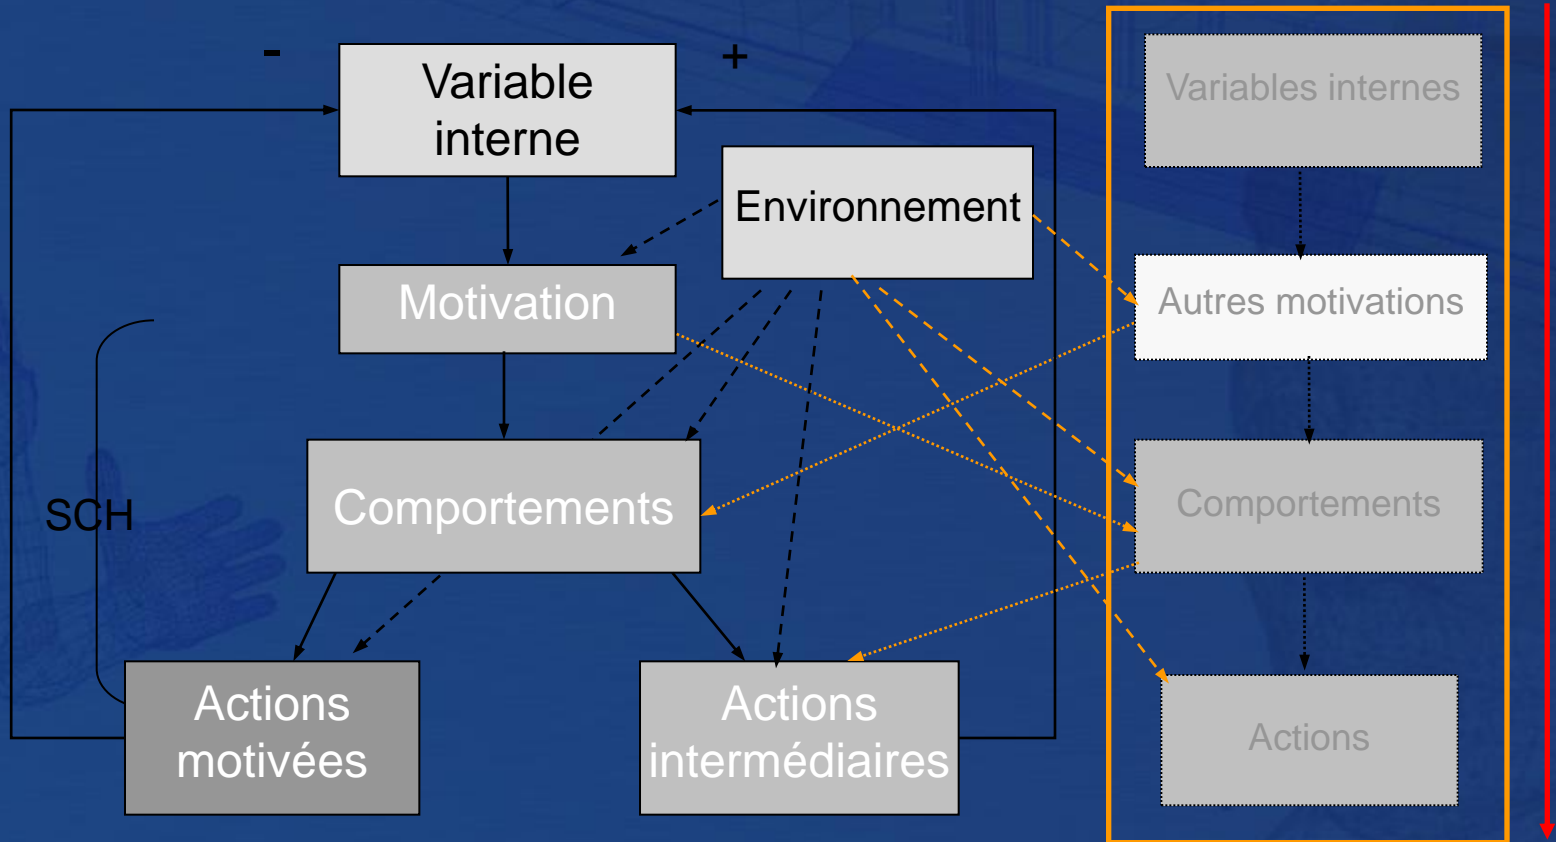 -
+
Variable
interne
Variables internes
Environnement
Motivation
Autres motivations
SCH
Comportements
Comportements
Actions
motivées
Actions
intermédiaires
Actions